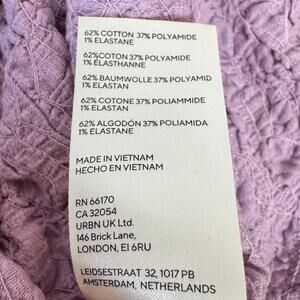 62% COTTON 37% POLYAMIDE
1% ELASTANE
62%COTON 37% POLYAMIDE
1% ÉLASTHANNE
62% BAUMWOLLE 37% POLYAMID
1% ELASTAN
62% COTONE 37% POLIAMMIDE
1% ELASTANE
62% ALGODÓN 37% POLIAMIDA
1% ELASTANE
MADE IN VIETNAM
HECHO EN VIETNAM
RN 66170
CA 32054
URBN UK Ltd.
146 Brick Lane,
LONDON, E1 6RU
LEIDSESTRAAT 32, 1017 PB
AMSTERDAM, NETHERLANDS